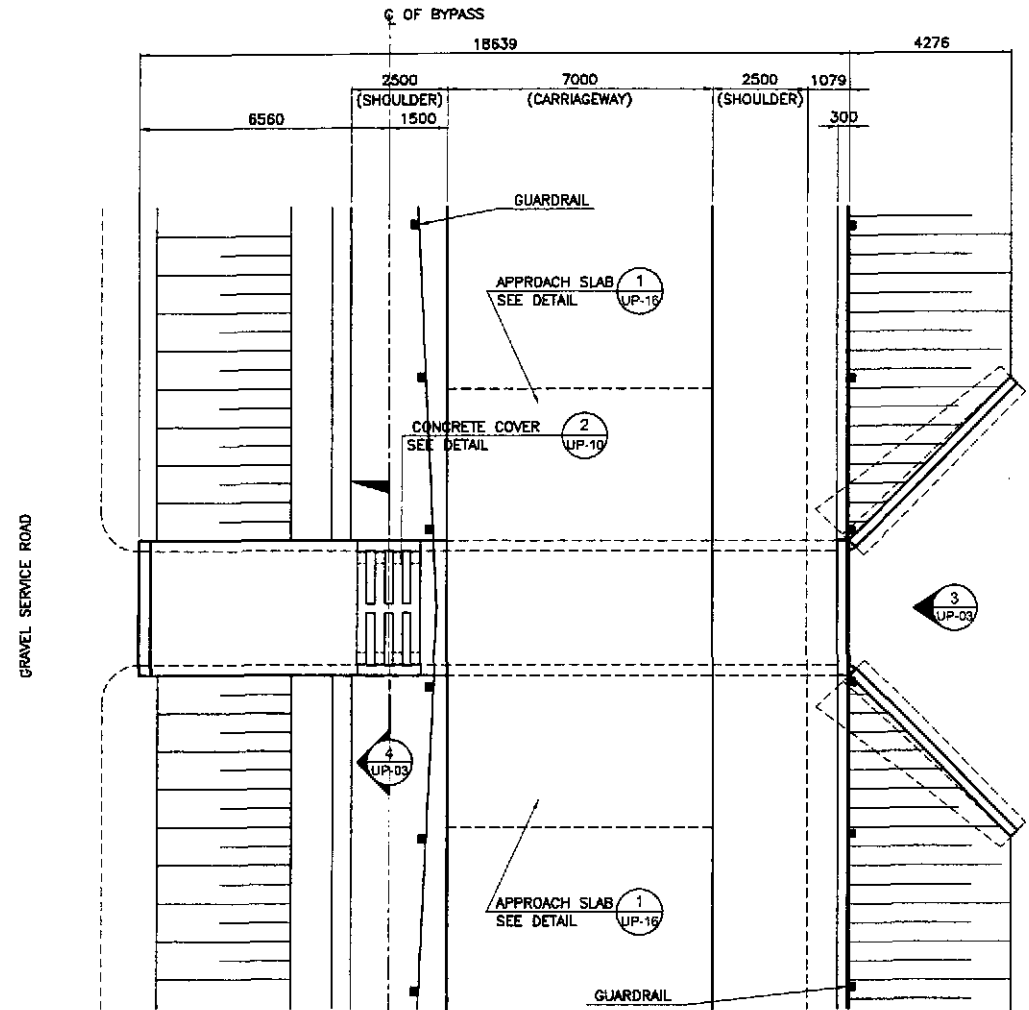 ℄ OF BYPASS
18639
4276
2500
(SHOULDER)
7000
(CARRIAGEWAY)
2500
(SHOULDER)
1079
6560
1500
300
GUARDRAIL
APPROACH SLAB
SEE DETAIL
1
UP-16
CONCRETE COVER
SEE DETAIL
2
UP-10
GRAVEL SERVICE ROAD
3
UP-03
4
UP-03
APPROACH SLAB
SEE DETAIL
1
UP-16
GUARDRAIL